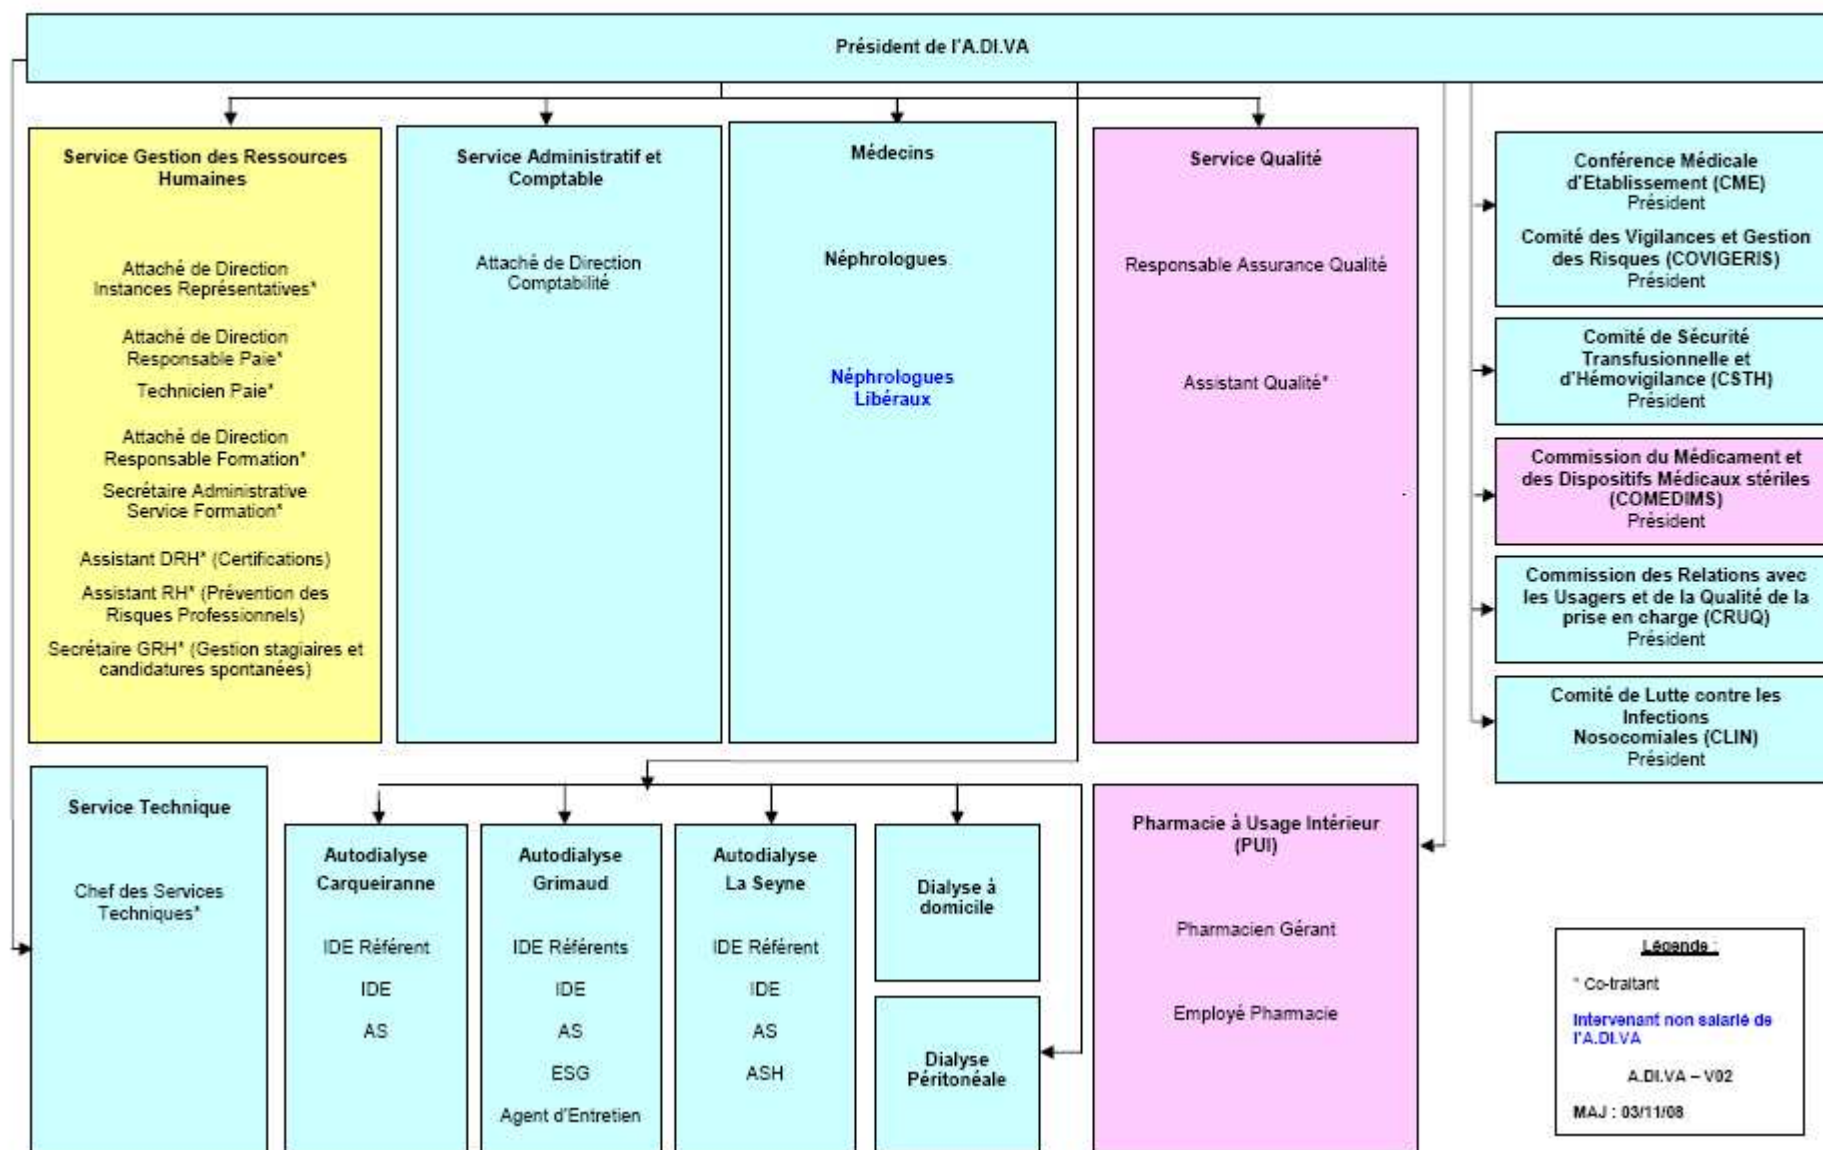 Président de l'A.DI.VA
Service Gestion des Ressources
Humaines
Attaché de Direction
Instances Représentatives*
Attaché de Direction
Responsable Paie*
Technicien Paie*
Attaché de Direction
Responsable Formation*
Secrétaire Administrative
Service Formation*
Assistant DRH* (Certifications)
Assistant RH* (Prévention des
Risques Professionnels)
Secrétaire GRH* (Gestion stagiaires et
candidatures spontanées)
Service Administratif et
Comptable
Attaché de Direction
Comptabilité
Médecins
Néphrologues
Néphrologues
Libéraux
Service Qualité
Responsable Assurance Qualité
Assistant Qualité*
Conférence Médicale
d'Etablissement (CME)
Président
Comité des Vigilances et Gestion
des Risques (COVIGERIS)
Président
Comité de Sécurité
Transfusionnelle et
d'Hémovigilance (CSTH)
Président
Commission du Médicament et
des Dispositifs Médicaux stériles
(COMEDIMS)
Président
Commission des Relations avec
les Usagers et de la Qualité de la
prise en charge (CRUQ)
Président
Comité de Lutte contre les
Infections
Nosocomiales (CLIN)
Président
Service Technique
Chef des Services
Techniques*
Autodialyse
Carqueiranne
IDE Référent
IDE
AS
Autodialyse
Grimaud
IDE Référents
IDE
AS
ESG
Agent d'Entretien
Autodialyse
La Seyne
IDE Référent
IDE
AS
ASH
Dialyse à
domicile
Dialyse
Péritonéale
Pharmacie à Usage Intérieur
(PUI)
Pharmacien Gérant
Employé Pharmacie
Légende :
* Co-traitant
Intervenant non salarié de
l'A.DI.VA
A.DI.VA – V02
MAJ : 03/11/08